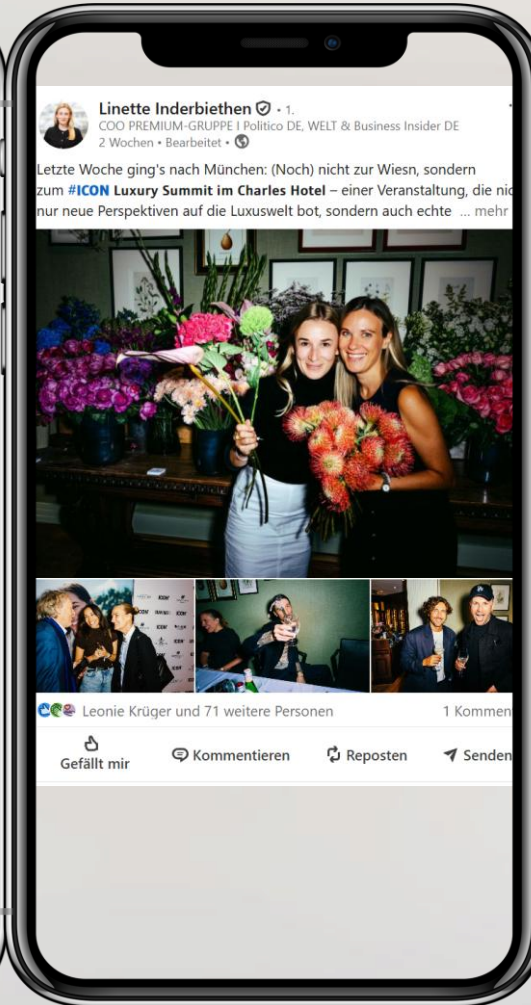 Linette Inderbiethen • 1.
COO PREMIUM-GRUPPE I Politico DE, WELT & Business Insider DE
2 Wochen • Bearbeitet •
Letzte Woche ging's nach München: (Noch) nicht zur Wiesn, sondern
zum #ICON Luxury Summit im Charles Hotel – einer Veranstaltung, die nic
nur neue Perspektiven auf die Luxuswelt bot, sondern auch echte ... mehr
ICON
Leonie Krüger und 71 weitere Personen 1 Kommen
Gefällt mir Kommentieren Reposten Senden